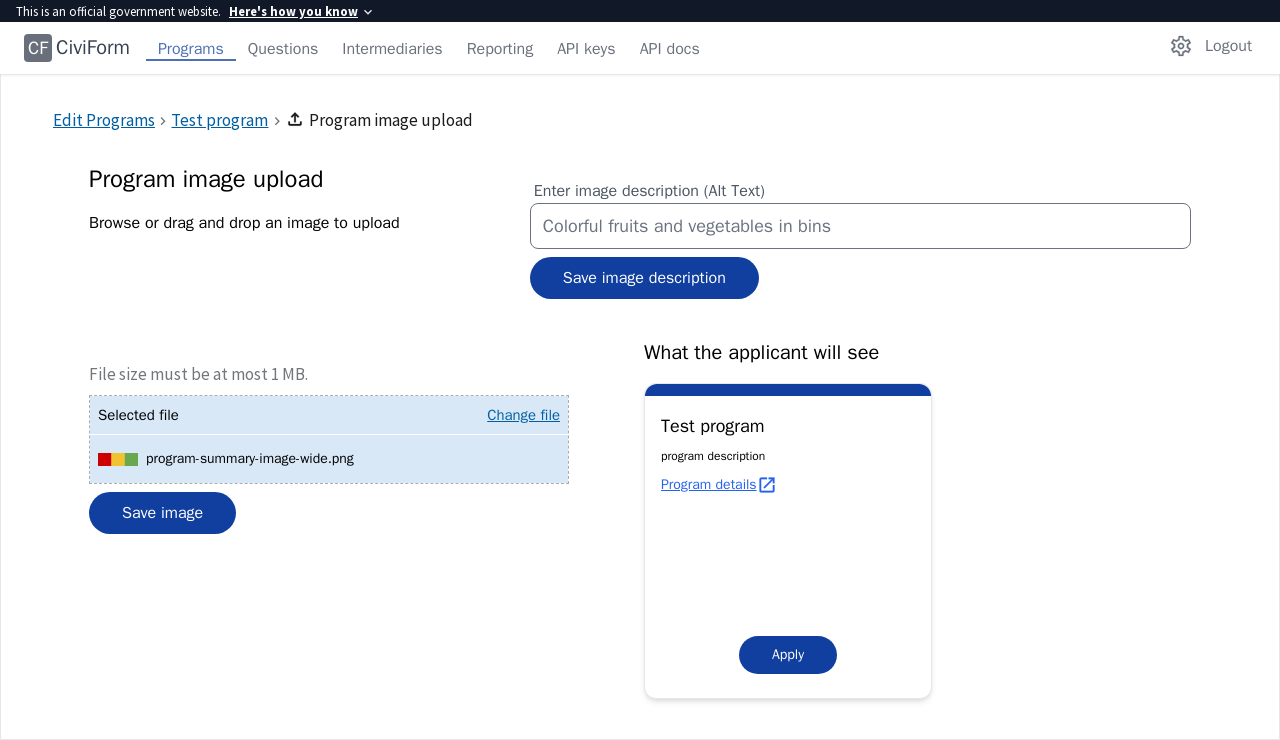 This is an official government website. Here's how you know
CF CiviForm Programs Questions Intermediaries Reporting API keys API docs Logout
Edit Programs > Test program > Program image upload
Program image upload
Browse or drag and drop an image to upload
Enter image description (Alt Text)
Colorful fruits and vegetables in bins
Save image description
File size must be at most 1 MB.
Selected file Change file
program-summary-image-wide.png
Save image
What the applicant will see
Test program
program description
Program details
Apply